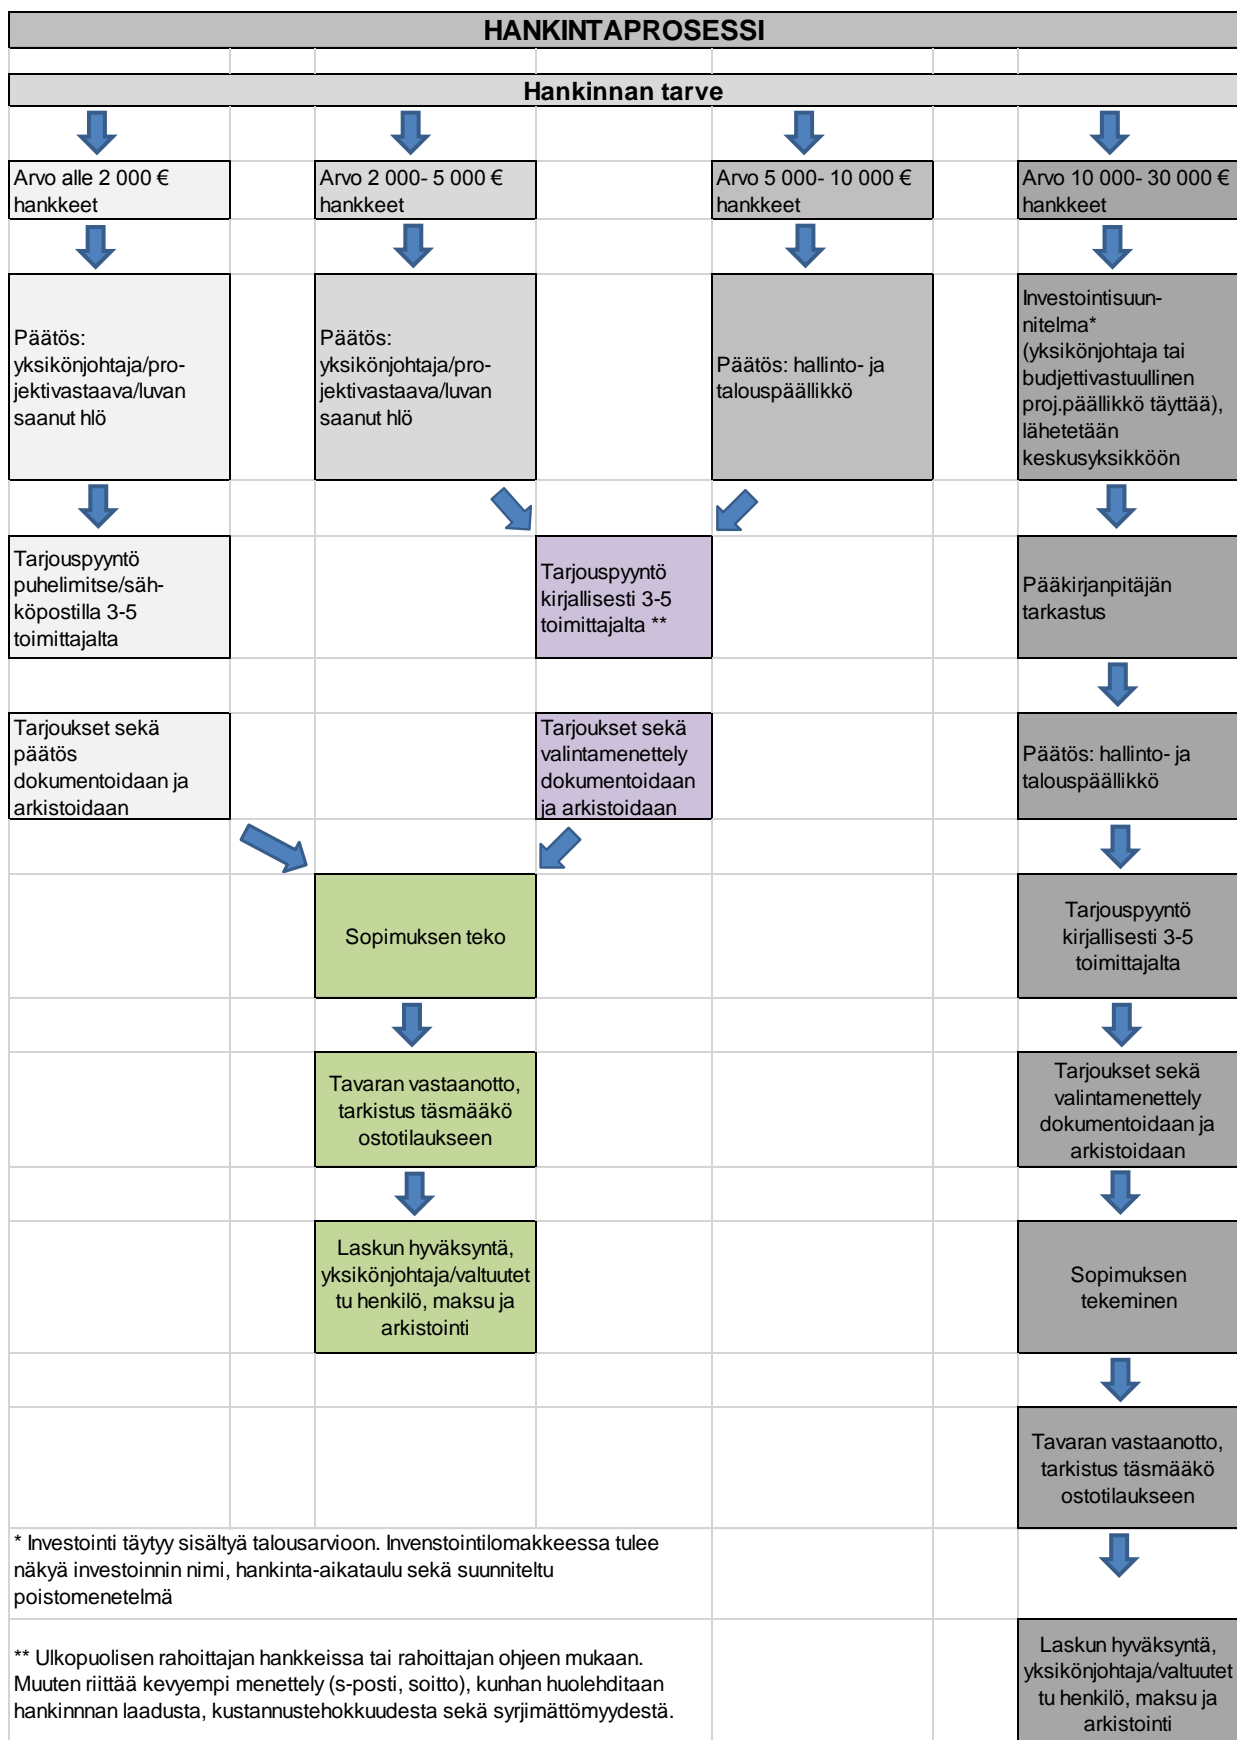 HANKINTAPROSESSI
Hankinnan tarve
Arvo alle 2 000 €
hankkeet
Arvo 2 000- 5 000 €
hankkeet
Arvo 5 000- 10 000 €
hankkeet
Arvo 10 000- 30 000 €
hankkeet
Päätös:
yksikönjohtaja/pro-
jektivastaava/luvan
saanut hlö
Päätös:
yksikönjohtaja/pro-
jektivastaava/luvan
saanut hlö
Päätös: hallinto- ja
talouspäällikkö
Investointisuun-
nitelma*
(yksikönjohtaja tai
budjettivastuullinen
proj.päällikkö täyttää),
lähetetään
keskusyksikköön
Tarjouspyyntö
puhelimitse/säh-
köpostilla 3-5
toimittajalta
Tarjouspyyntö
kirjallisesti 3-5
toimittajalta **
Pääkirjanpitäjän
tarkastus
Tarjoukset sekä
päätös
dokumentoidaan ja
arkistoidaan
Tarjoukset sekä
valintamenettely
dokumentoidaan
ja arkistoidaan
Päätös: hallinto- ja
talouspäällikkö
Sopimuksen teko
Tarjouspyyntö
kirjallisesti 3-5
toimittajalta
Tavaran vastaanotto,
tarkistus täsmääkö
ostotilaukseen
Tarjoukset sekä
valintamenettely
dokumentoidaan ja
arkistoidaan
Laskun hyväksyntä,
yksikönjohtaja/valtuutet
tu henkilö, maksu ja
arkistointi
Sopimuksen
tekeminen
Tavaran vastaanotto,
tarkistus täsmääkö
ostotilaukseen
* Investointi täytyy sisältyä talousarvioon. Invenstointilomakkeessa tulee
näkyä investoinnin nimi, hankinta-aikataulu sekä suunniteltu
poistomenetelmä
** Ulkopuolisen rahoittajan hankkeissa tai rahoittajan ohjeen mukaan.
Muuten riittää kevyempi menettely (s-posti, soitto), kunhan huolehditaan
hankinnnan laadusta, kustannustehokkuudesta sekä syrjimättömyydestä.
Laskun hyväksyntä,
yksikönjohtaja/valtuutet
tu henkilö, maksu ja
arkistointi